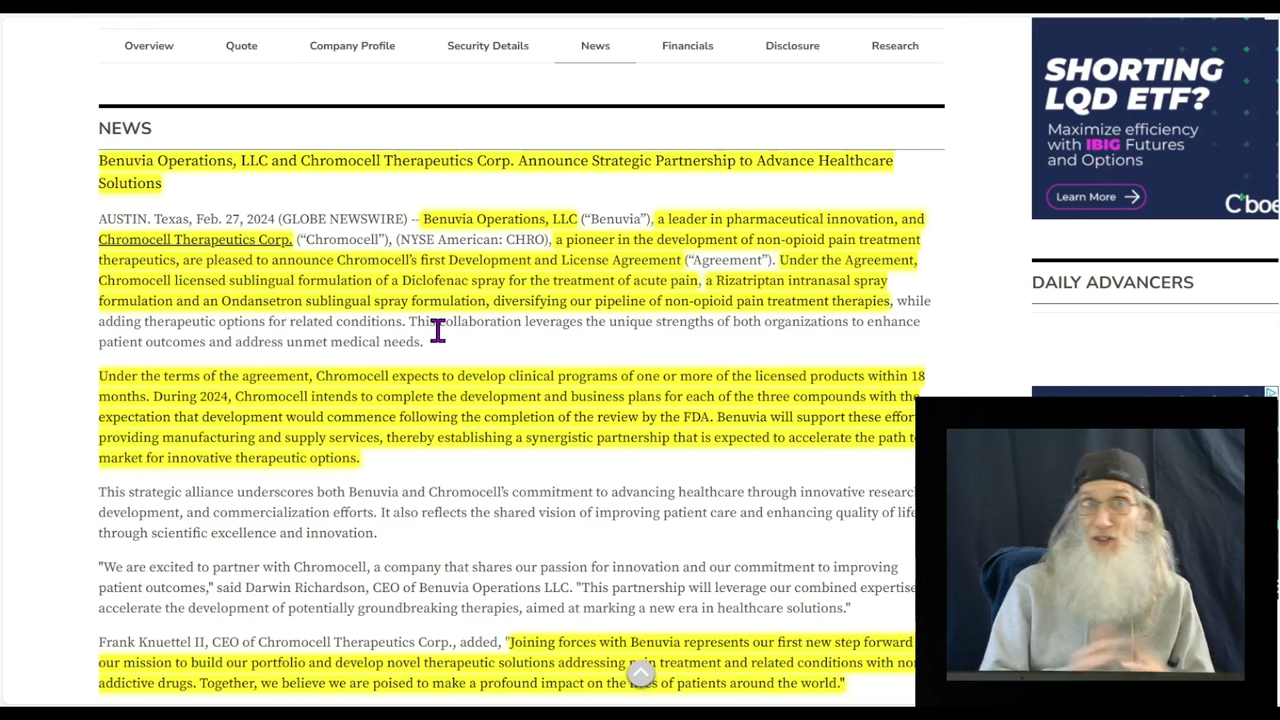 Overview Quote Company Profile Security Details News Financials Disclosure Research
NEWS
Benuvia Operations, LLC and Chromocell Therapeutics Corp. Announce Strategic Partnership to Advance Healthcare
Solutions
AUSTIN. Texas, Feb. 27, 2024 (GLOBE NEWSWIRE) -- Benuvia Operations, LLC (“Benuvia”), a leader in pharmaceutical innovation, and
Chromocell Therapeutics Corp. (“Chromocell”), (NYSE American: CHRO), a pioneer in the development of non-opioid pain treatment
therapeutics, are pleased to announce Chromocell’s first Development and License Agreement (“Agreement”). Under the Agreement,
Chromocell licensed sublingual formulation of a Diclofenac spray for the treatment of acute pain, a Rizatriptan intranasal spray
formulation and an Ondansetron sublingual spray formulation, diversifying our pipeline of non-opioid pain treatment therapies, while
adding therapeutic options for related conditions. This collaboration leverages the unique strengths of both organizations to enhance
patient outcomes and address unmet medical needs.
Under the terms of the agreement, Chromocell expects to develop clinical programs of one or more of the licensed products within 18
months. During 2024, Chromocell intends to complete the development and business plans for each of the three compounds with the
expectation that development would commence following the completion of the review by the FDA. Benuvia will support these effor
providing manufacturing and supply services, thereby establishing a synergistic partnership that is expected to accelerate the path t
market for innovative therapeutic options.
This strategic alliance underscores both Benuvia and Chromocell’s commitment to advancing healthcare through innovative researc
development, and commercialization efforts. It also reflects the shared vision of improving patient care and enhancing quality of life
through scientific excellence and innovation.
"We are excited to partner with Chromocell, a company that shares our passion for innovation and our commitment to improving
patient outcomes," said Darwin Richardson, CEO of Benuvia Operations LLC. "This partnership will leverage our combined expertise
accelerate the development of potentially groundbreaking therapies, aimed at marking a new era in healthcare solutions."
Frank Knuettel II, CEO of Chromocell Therapeutics Corp., added, "Joining forces with Benuvia represents our first new step forward
our mission to build our portfolio and develop novel therapeutic solutions addressing pain treatment and related conditions with no
addictive drugs. Together, we believe we are poised to make a profound impact on the lives of patients around the world."
SHORTING
LQD ETF?
Maximize efficiency
with IBIG Futures
and Options
Learn More
Cboe
DAILY ADVANCERS